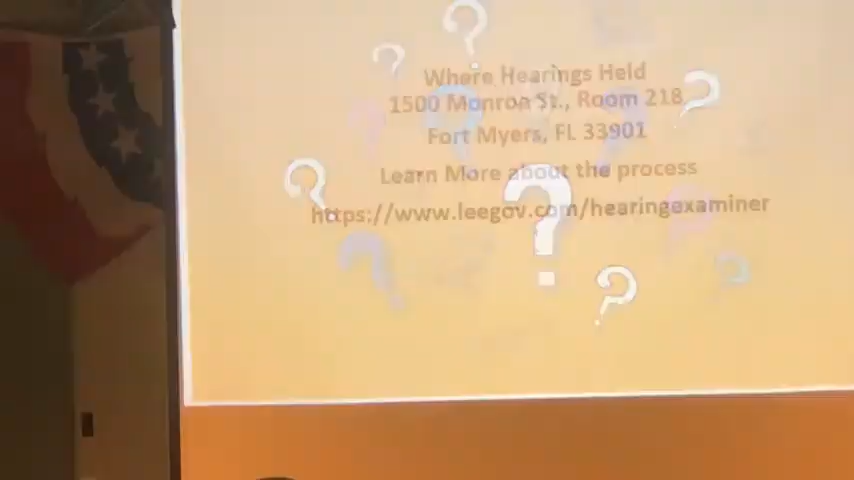 Where Hearings Held
1500 Monroe St., Room 218
Fort Myers, FL 33901
Learn More about the process
https://www.leegov.com/hearingexaminer